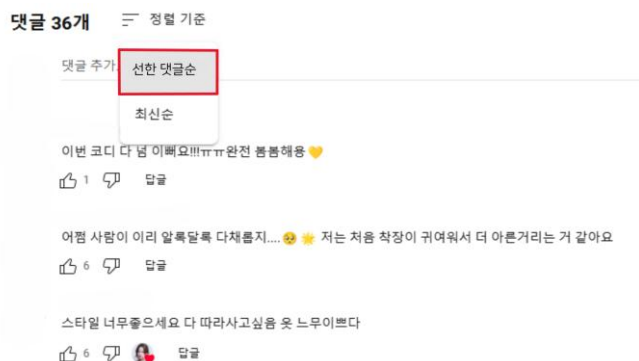 댓글 36개 정렬 기준
댓글 추가
선한 댓글순
최신순
이번 코디 다 넘 이뻐요!!!ㅠㅠ완전 봄봄해용💛
1 답글
어쩜 사람이 이리 알록달록 다채롭지....🥺 🌟 저는 처음 착장이 귀여워서 더 아른거리는 거 같아요
6 답글
스타일 너무좋으세요 다 따라사고싶음 옷 느무이쁘다
6 답글